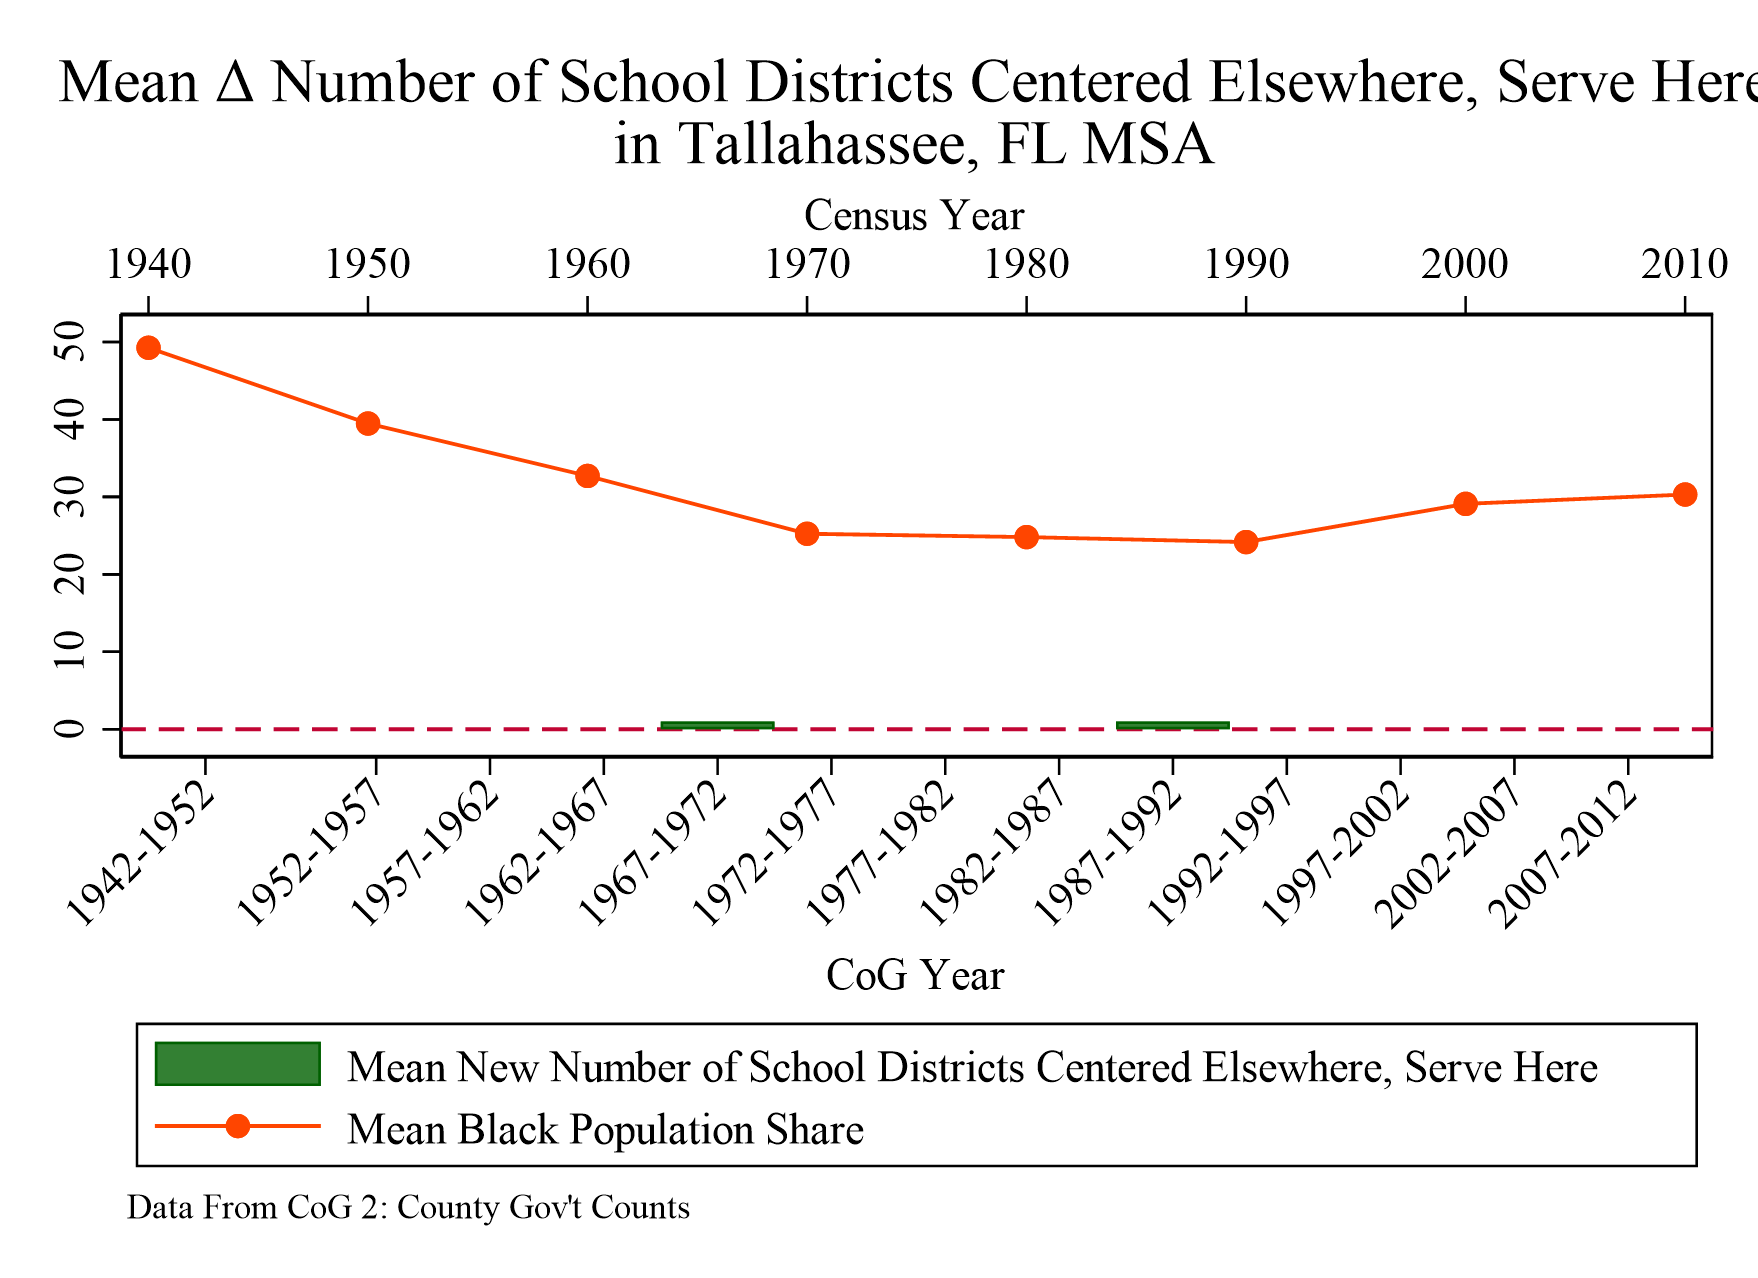 Mean Δ Number of School Districts Centered Elsewhere, Serve Here
in Tallahassee, FL MSA
Census Year
1940 1950 1960 1970 1980 1990 2000 2010
50
40
30
20
10
0
1942-1952 1952-1957 1957-1962 1962-1967 1967-1972 1972-1977 1977-1982 1982-1987 1987-1992 1992-1997 1997-2002 2002-2007 2007-2012
CoG Year
Mean New Number of School Districts Centered Elsewhere, Serve Here
Mean Black Population Share
Data From CoG 2: County Gov't Counts